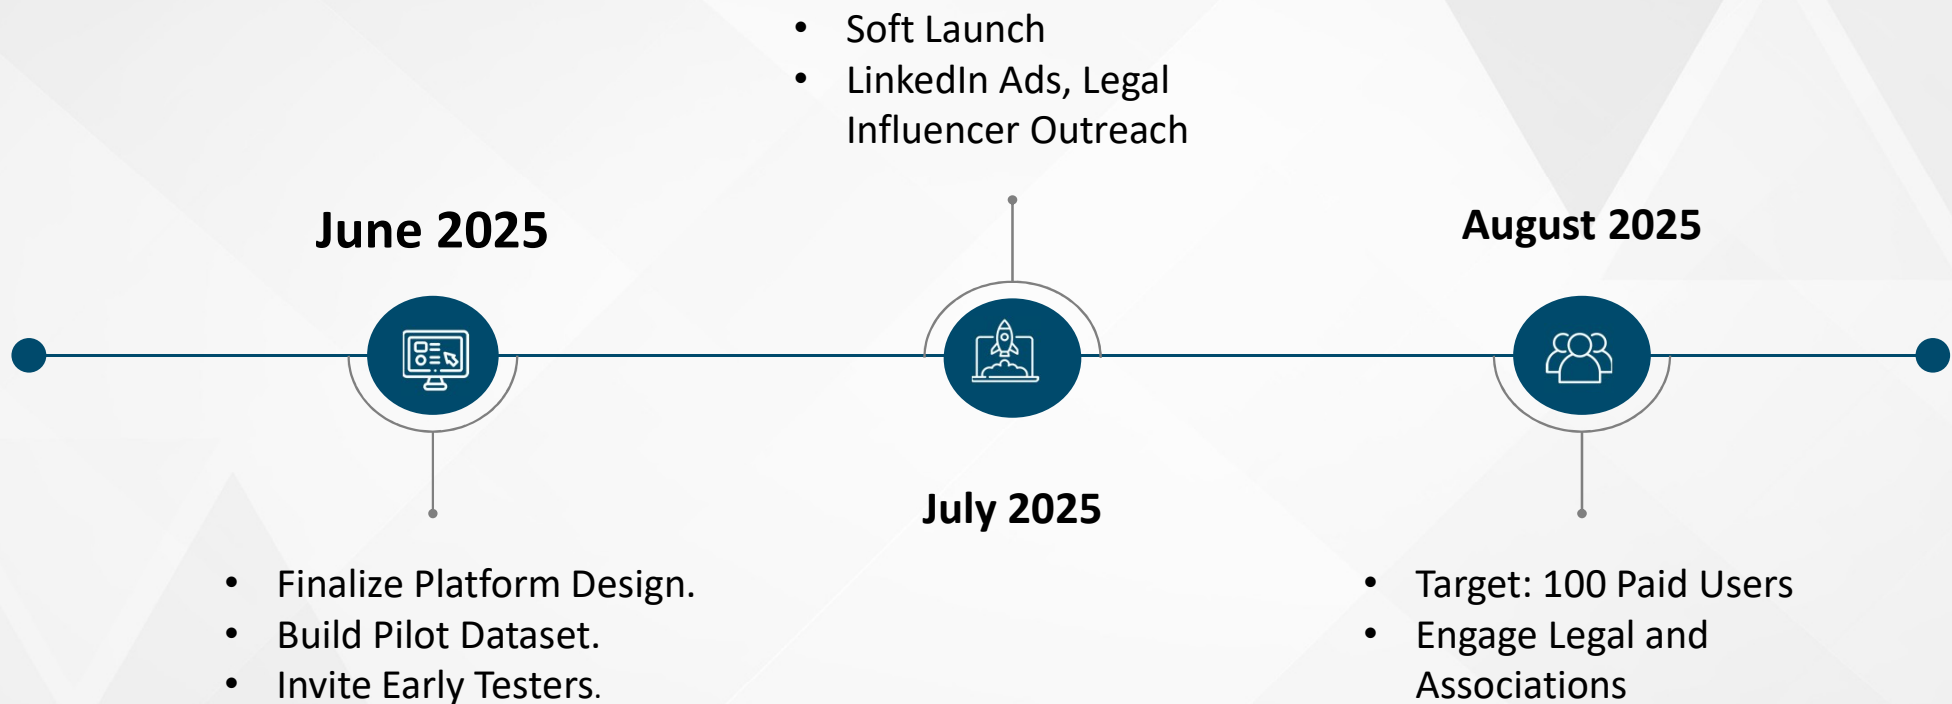 • Soft Launch
• LinkedIn Ads, Legal
Influencer Outreach
June 2025
August 2025
July 2025
• Finalize Platform Design.
• Build Pilot Dataset.
• Invite Early Testers.
• Target: 100 Paid Users
• Engage Legal and
Associations